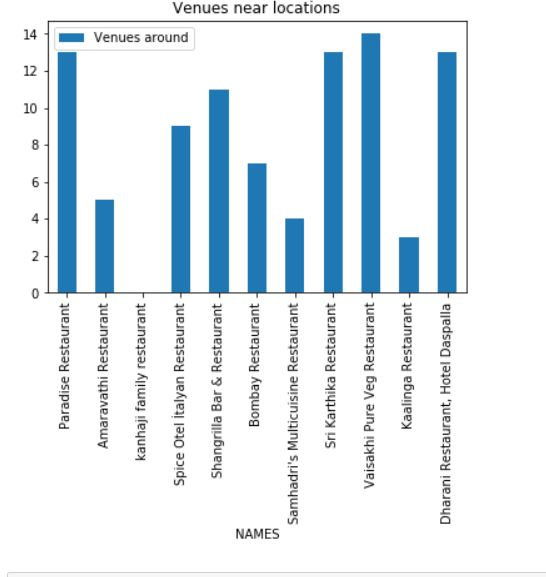 Venues near locations
Venues around
14
12
10
8
6
4
2
0
Paradise Restaurant
Amaravathi Restaurant
kanhaji family restaurant
Spice Otel Italyan Restaurant
Shangrilla Bar & Restaurant
Bombay Restaurant
Samhadri's Multicuisine Restaurant
Sri Karthika Restaurant
Vaisakhi Pure Veg Restaurant
Kaalinga Restaurant
Dharani Restaurant, Hotel Daspalla
NAMES